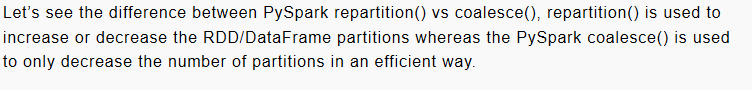 Let’s see the difference between PySpark repartition() vs coalesce(), repartition() is used to
increase or decrease the RDD/DataFrame partitions whereas the PySpark coalesce() is used
to only decrease the number of partitions in an efficient way.